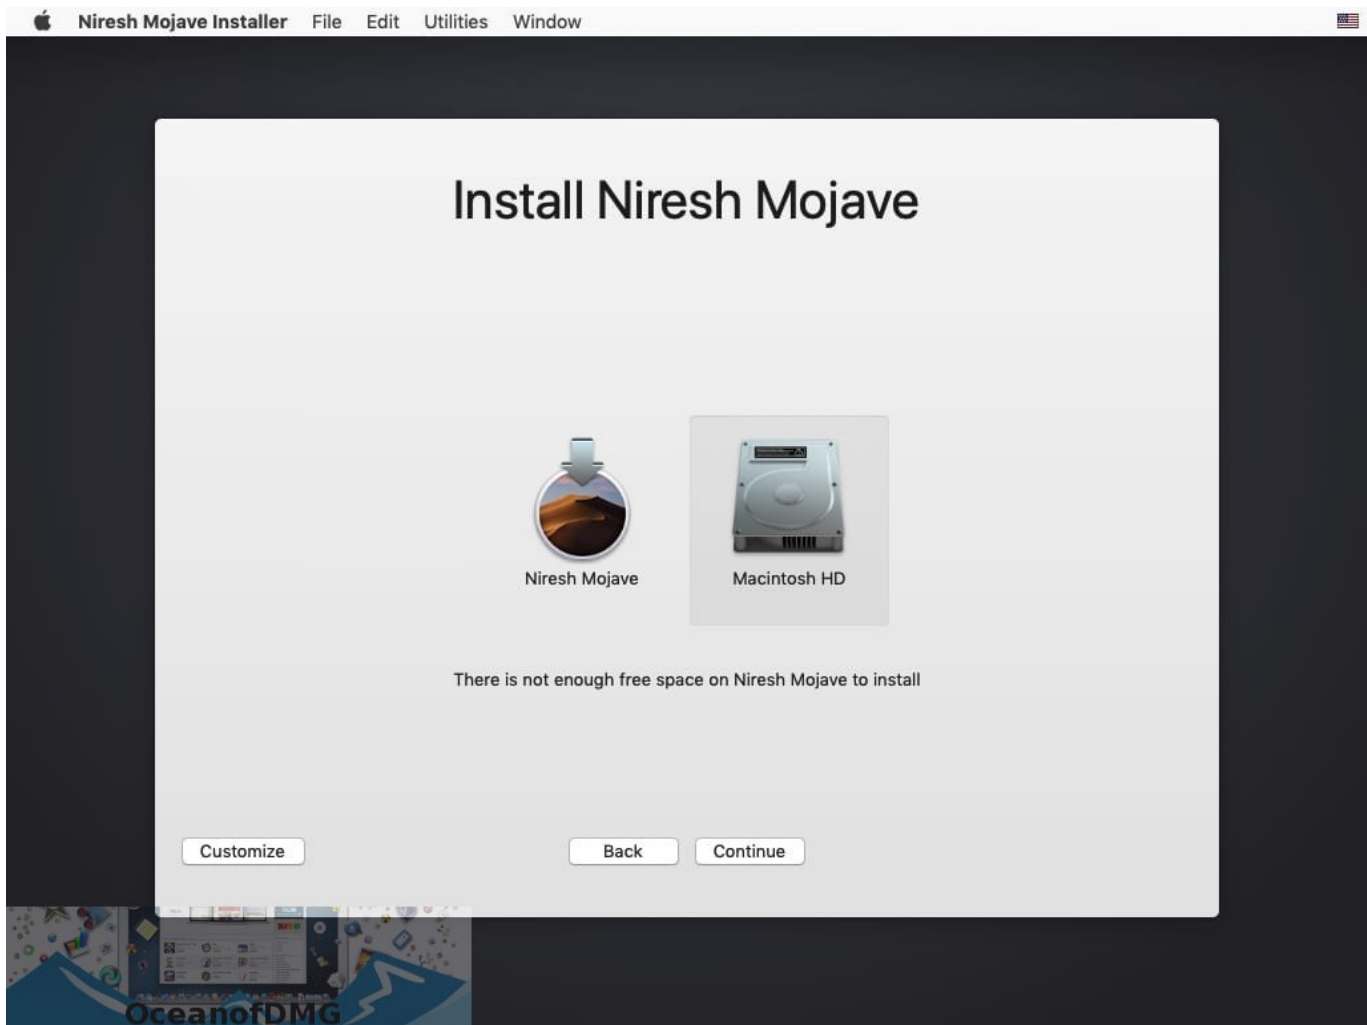 Niresh Mojave Installer File Edit Utilities Window
Install Niresh Mojave
Niresh Mojave Macintosh HD
There is not enough free space on Niresh Mojave to install
Customize Back Continue
OceanofDMG